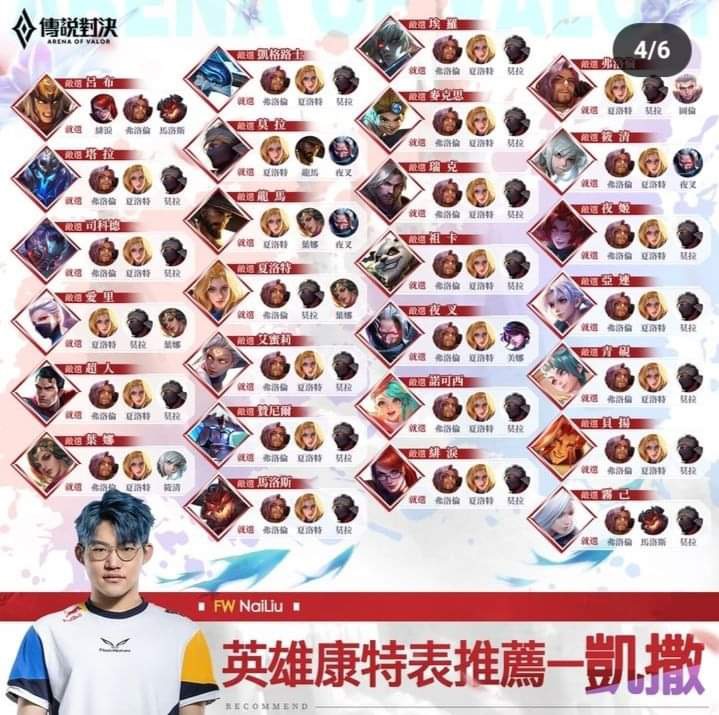 傳說對決
ARENA OF VALOR
4/6
敵選 呂布
就選 緋淚 弗洛倫 馬洛斯
敵選 塔拉
就選 弗洛倫 夏洛特 莫拉
敵選 司科德
就選 弗洛倫 夏洛特 莫拉
敵選 愛里
就選 夏洛特 莫拉 葉娜
敵選 超人
就選 弗洛倫 夏洛特 莫拉
敵選 葉娜
就選 弗洛倫 夏洛特 筱清
敵選 凱格路士
就選 弗洛倫 夏洛特 莫拉
敵選 莫拉
就選 夏洛特 龍馬 夜叉
敵選 龍馬
就選 夏洛特 葉娜 夜叉
敵選 夏洛特
就選 弗洛倫 莫拉 葉娜
敵選 艾蜜莉
就選 弗洛倫 夏洛特 莫拉
敵選 贊尼爾
就選 弗洛倫 夏洛特 莫拉
敵選 馬洛斯
就選 弗洛倫 夏洛特 莫拉
敵選 埃羅
就選 弗洛倫 夏洛特 莫拉
敵選 麥克思
就選 弗洛倫 夏洛特 莫拉
敵選 瑞克
就選 弗洛倫 夏洛特 莫拉
敵選 祖卡
就選 弗洛倫 夏洛特 莫拉
敵選 夜叉
就選 弗洛倫 夏洛特 美娜
敵選 諾可西
就選 弗洛倫 夏洛特 莫拉
敵選 緋淚
就選 弗洛倫 夏洛特 莫拉
敵選 弗洛倫
就選 夏洛特 莫拉 圖倫
敵選 筱清
就選 弗洛倫 夏洛特 夜叉
敵選 夜姬
就選 弗洛倫 夏洛特 莫拉
敵選 亞連
就選 弗洛倫 夏洛特 莫拉
敵選 青硯
就選 弗洛倫 夏洛特 莫拉
敵選 貝揚
就選 弗洛倫 夏洛特 莫拉
敵選 霧己
就選 弗洛倫 馬洛斯 莫拉
FW NaiLiu
英雄康特表推薦—凱撒
RECOMMEND